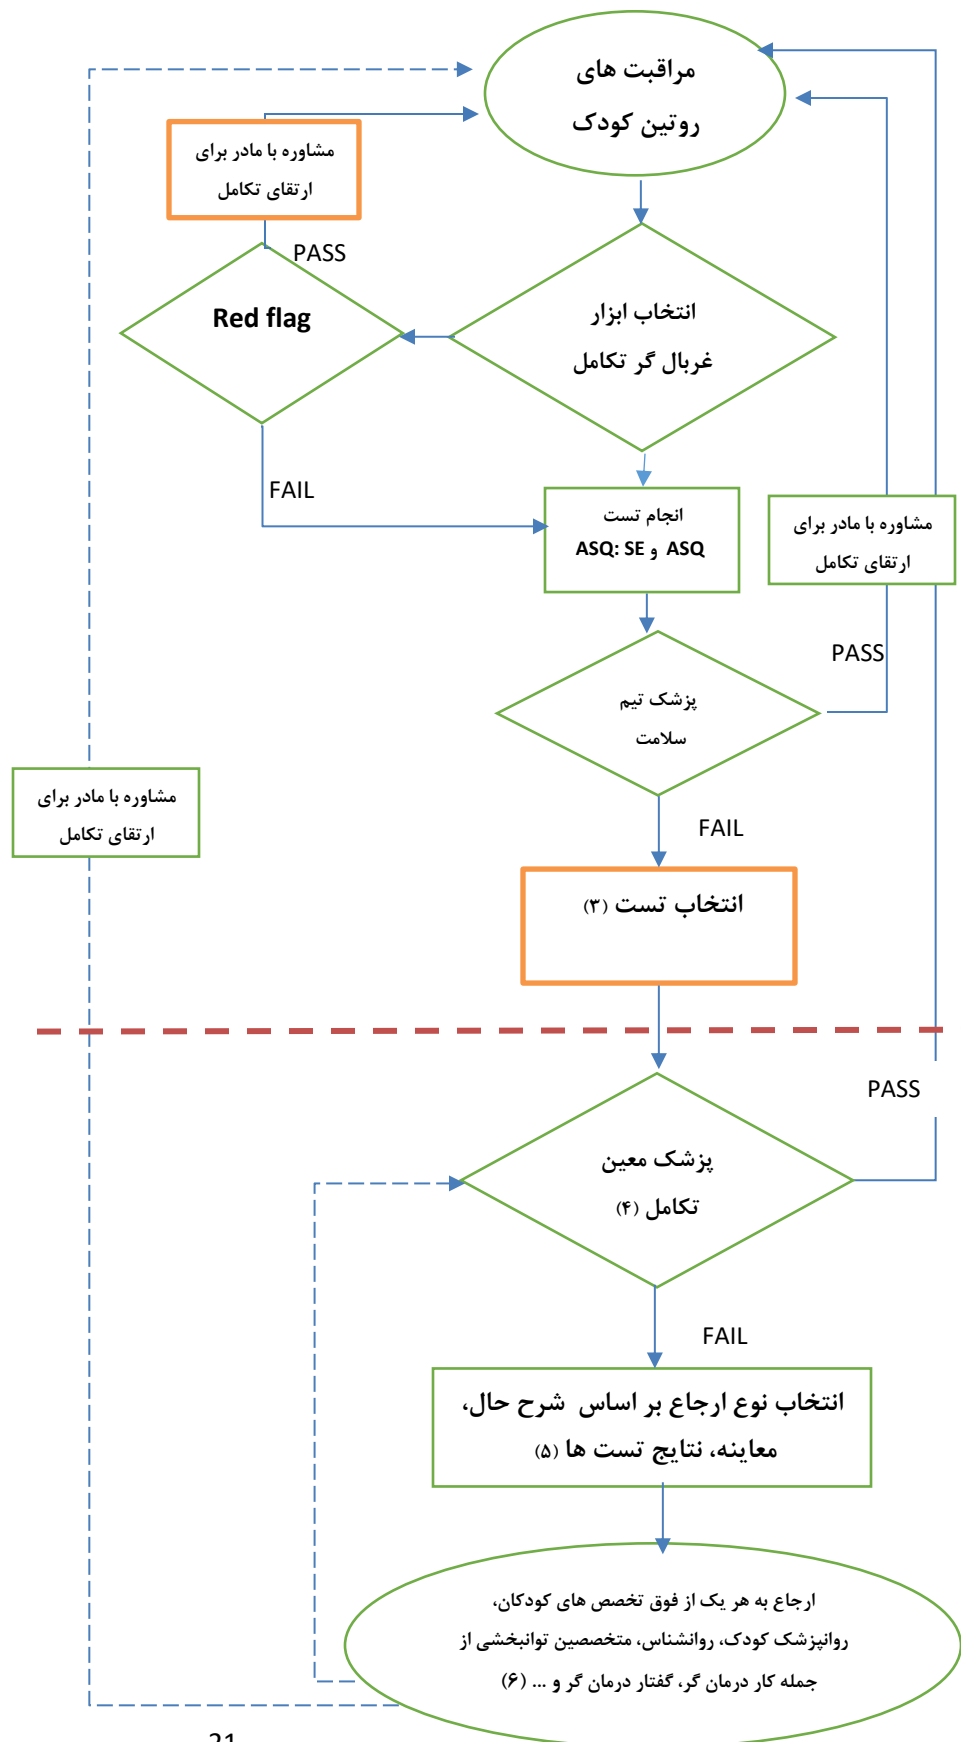 مراقبت های
روتین کودک
مشاوره با مادر برای
ارتقای تکامل
PASS
Red flag
انتخاب ابزار
غربال گر تکامل
FAIL
انجام تست
ASQ و ASQ: SE
مشاوره با مادر برای
ارتقای تکامل
PASS
پزشک تیم
سلامت
مشاوره با مادر برای
ارتقای تکامل
FAIL
انتخاب تست (۳)
PASS
پزشک معین
تکامل (۴)
FAIL
انتخاب نوع ارجاع بر اساس شرح حال،
معاینه، نتایج تست ها (۵)
ارجاع به هر یک از فوق تخصص های کودکان،
روانپزشک کودک، روانشناس، متخصصین توانبخشی از
جمله کار درمان گر، گفتار درمان گر و ... (۶)
21